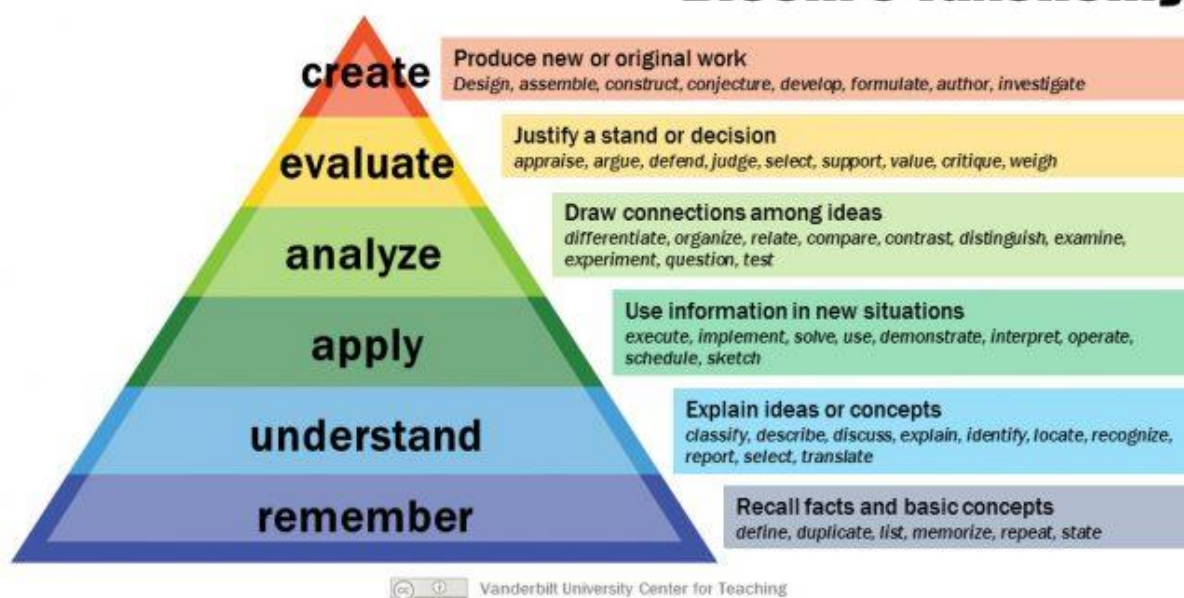 create
Produce new or original work
Design, assemble, construct, conjecture, develop, formulate, author, investigate
evaluate
Justify a stand or decision
appraise, argue, defend, judge, select, support, value, critique, weigh
analyze
Draw connections among ideas
differentiate, organize, relate, compare, contrast, distinguish, examine,
experiment, question, test
apply
Use information in new situations
execute, implement, solve, use, demonstrate, interpret, operate,
schedule, sketch
understand
Explain ideas or concepts
classify, describe, discuss, explain, identify, locate, recognize,
report, select, translate
remember
Recall facts and basic concepts
define, duplicate, list, memorize, repeat, state
cc
Vanderbilt University Center for Teaching